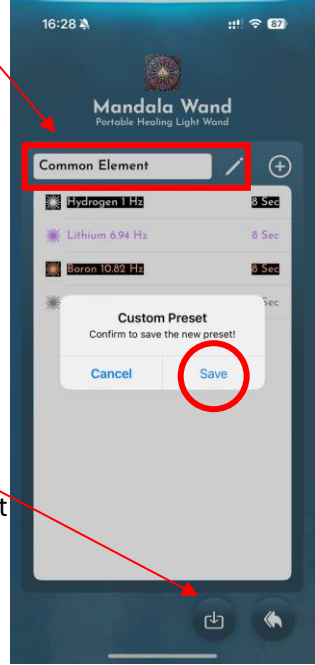 16:28
87
Mandala Wand
Portable Healing Light Wand
Common Element
Hydrogen 1 Hz 8 Sec
Lithium 6.94 Hz 8 Sec
Boron 10.82 Hz 8 Sec
Sec
Custom Preset
Confirm to save the new preset!
Cancel Save
t